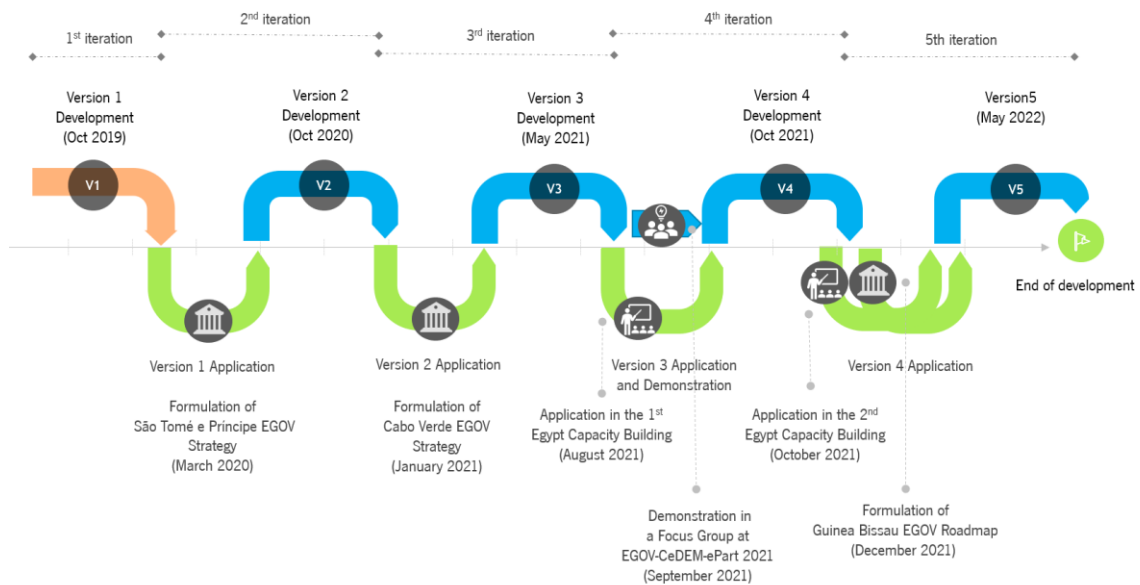 1st iteration
2nd iteration
3rd iteration
4th iteration
5th iteration
Version 1
Development
(Oct 2019)
Version 2
Development
(Oct 2020)
Version 3
Development
(May 2021)
Version 4
Development
(Oct 2021)
Version5
(May 2022)
V1
V2
V3
V4
V5
End of development
Version 1 Application
Formulation of
São Tomé e Príncipe EGOV
Strategy
(March 2020)
Version 2 Application
Formulation of
Cabo Verde EGOV
Strategy
(January 2021)
Version 3 Application
and Demonstration
Application in the 1st
Egypt Capacity Building
(August 2021)
Demonstration in
a Focus Group at
EGOV-CeDEM-ePart 2021
(September 2021)
Version 4 Application
Application in the 2nd
Egypt Capacity Building
(October 2021)
Formulation of
Guinea Bissau EGOV Roadmap
(December 2021)